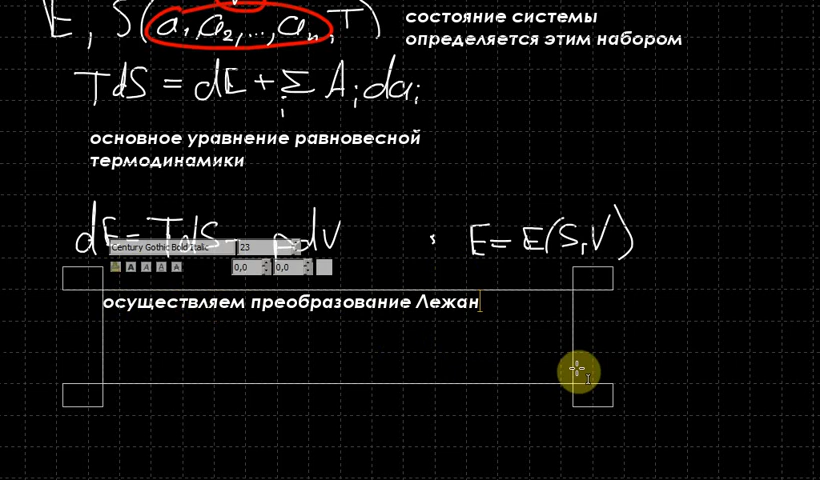 E, S(a₁, a₂, ..., aₙ, T)
состояние системы
определяется этим набором
TdS = dE + Σ Aᵢdaᵢ
i
основное уравнение равновесной
термодинамики
dE = TdS - pdV
E = E(S, V)
Century Gothic Bold Italic 23
A A A A 0,0 0,0
осуществляем преобразование Лежан